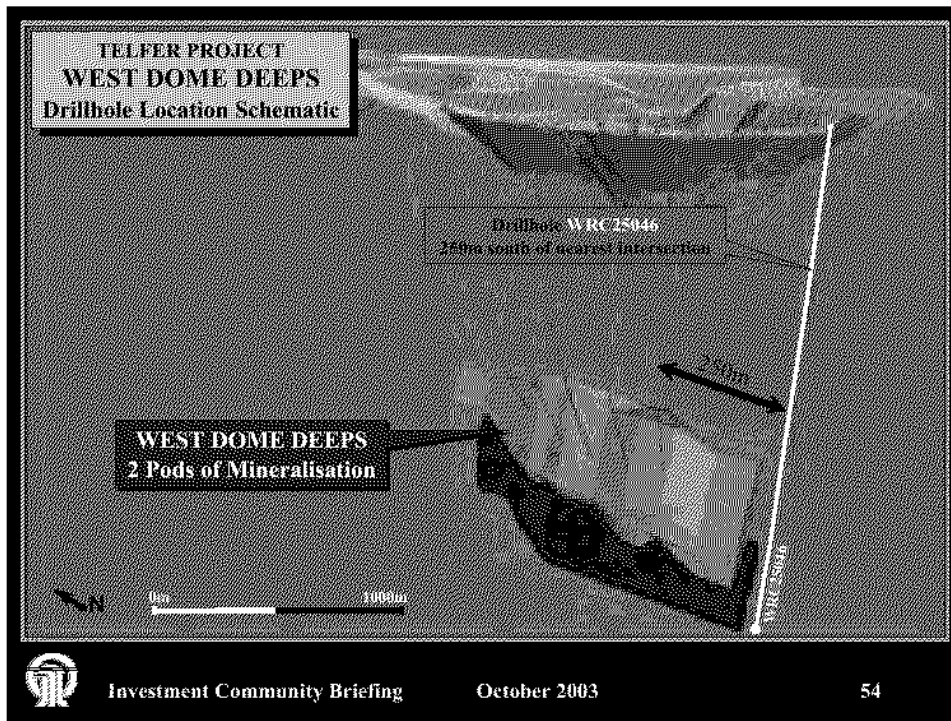 TELFER PROJECT
WEST DOME DEEPS
Drillhole Location Schematic
Drillhole WRC25046
250m south of nearest intersection
250m
WEST DOME DEEPS
2 Pods of Mineralisation
WRC25046
N
0m 1000m
Investment Community Briefing October 2003 54